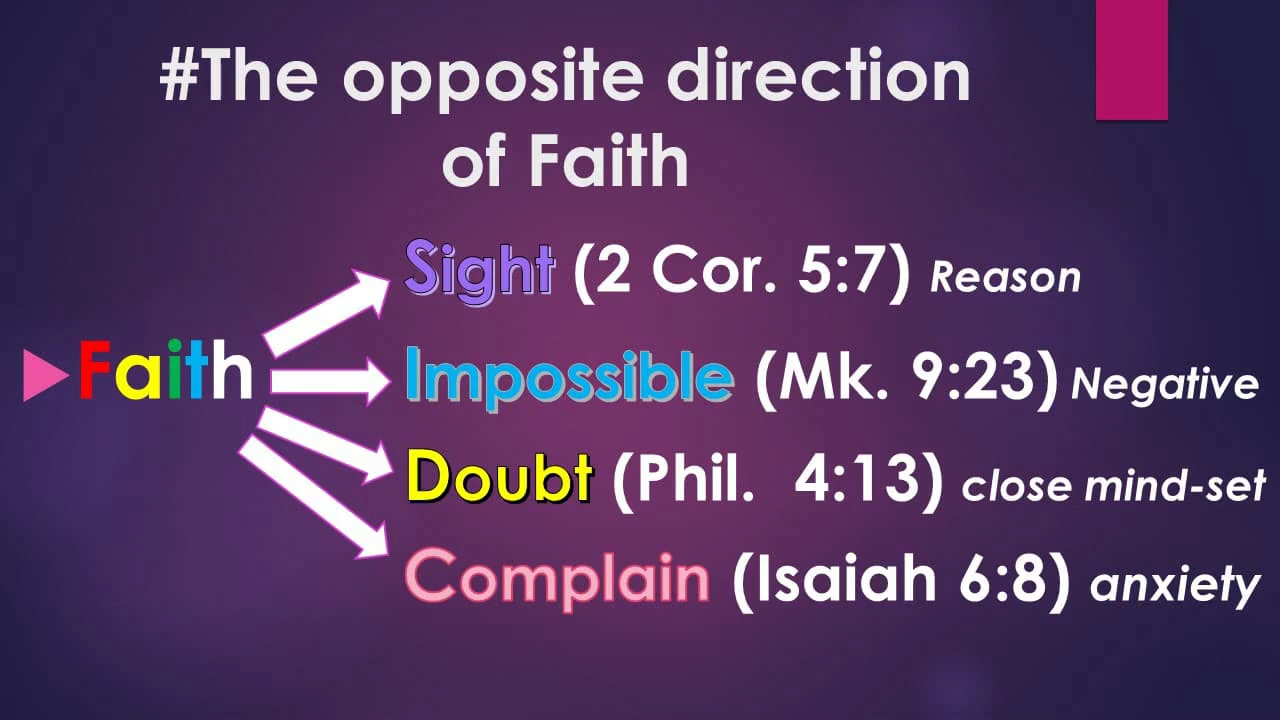 #The opposite direction
of Faith
Sight (2 Cor. 5:7) Reason
Faith
Impossible (Mk. 9:23) Negative
Doubt (Phil. 4:13) close mind-set
Complain (Isaiah 6:8) anxiety